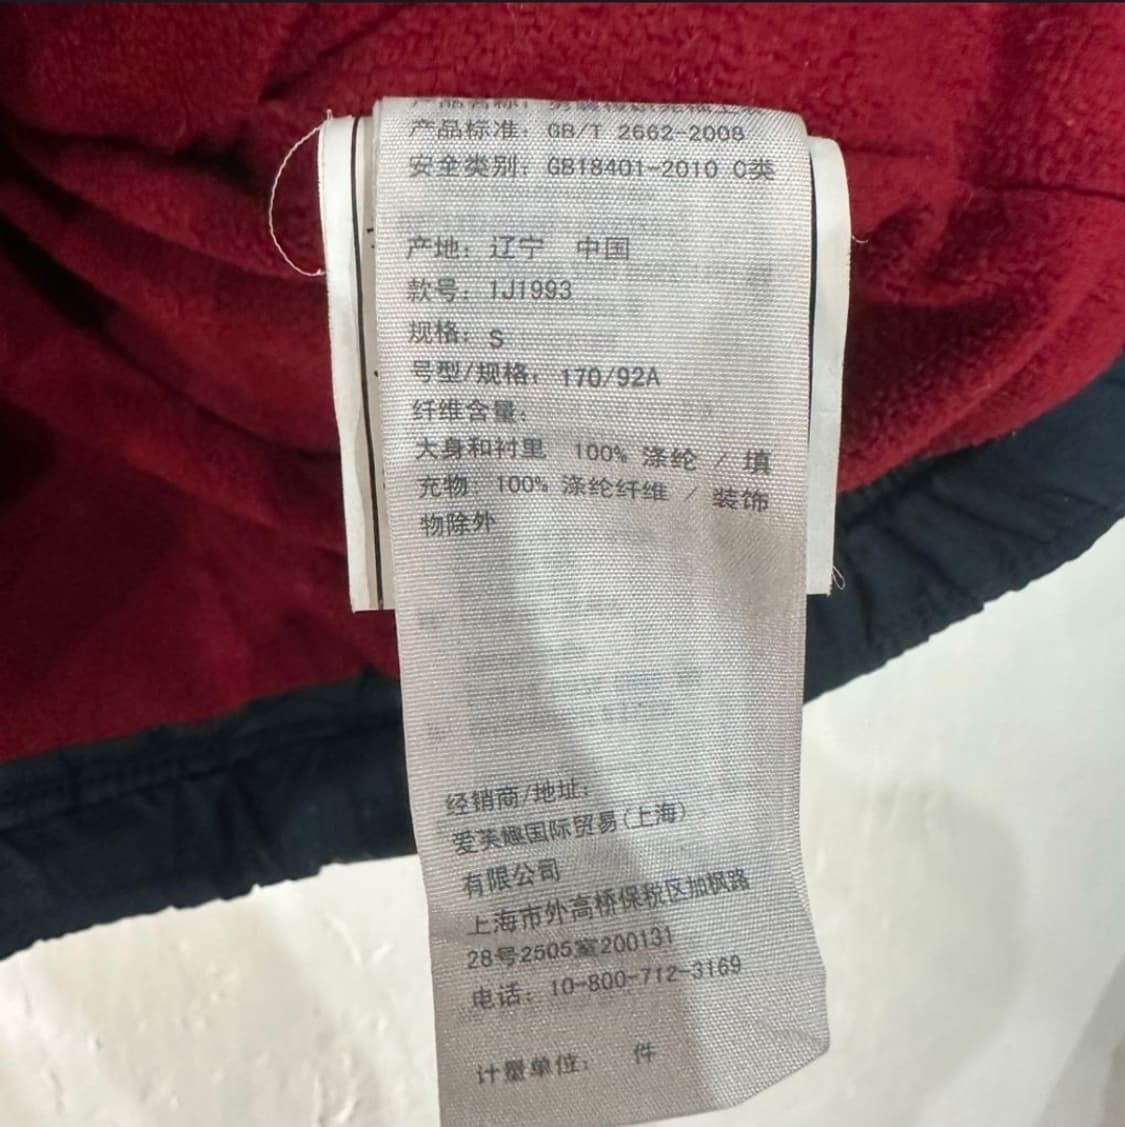 产品名称:
产品标准: GB/T 2662-2008
安全类别: GB18401-2010 C类
产地: 辽宁 中国
款号: 1J1993
规格: S
号型/规格: 170/92A
纤维含量:
大身和衬里 100% 涤纶 / 填
充物: 100% 涤纶纤维 / 装饰
物除外
经销商/地址:
爱芙趣国际贸易(上海)
有限公司
上海市外高桥保税区加枫路
28号2505室200131
电话: 10-800-712-3169
计量单位: 件